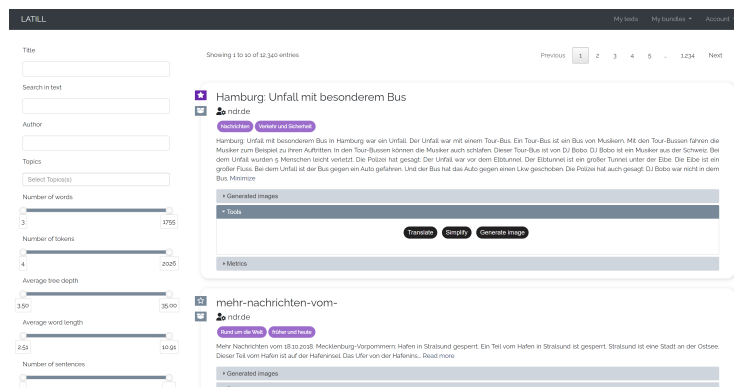 LATILL
My texts My bundles Account
Title
Search in text
Author
Topics
Select Topics(s)
Number of words
3 1755
Number of tokens
4 2026
Average tree depth
3.50 35.00
Average word length
2.51 10.91
Number of sentences
Showing 1 to 10 of 12,340 entries
Previous 1 2 3 4 5 … 1,234 Next
Hamburg: Unfall mit besonderem Bus
ndr.de
Nachrichten Verkehr und Sicherheit
Hamburg: Unfall mit besonderem Bus In Hamburg war ein Unfall. Der Unfall war mit einem Tour-Bus. Ein Tour-Bus ist ein Bus von Musikern. Mit den Tour-Bussen fahren die
Musiker zum Beispiel zu ihren Auftritten. In den Tour-Bussen können die Musiker auch schlafen. Dieser Tour-Bus ist von DJ Bobo. DJ Bobo ist ein Musiker aus der Schweiz. Bei
dem Unfall wurden 5 Menschen leicht verletzt. Die Polizei hat gesagt: Der Unfall war vor dem Elbtunnel. Der Elbtunnel ist ein großer Tunnel unter der Elbe. Die Elbe ist ein
großer Fluss. Bei dem Unfall ist der Bus gegen ein Auto gefahren. Und der Bus hat das Auto gegen einen Lkw geschoben. Die Polizei hat auch gesagt: DJ Bobo war nicht in dem
Bus. Minimize
Generated images
Tools
Translate Simplify Generate image
Metrics
mehr-nachrichten-vom-
ndr.de
Rund um die Welt früher und heute
Mehr Nachrichten vom 18.10.2018: Mecklenburg-Vorpommern: Hafen in Stralsund gesperrt. Ein Teil vom Hafen in Stralsund ist gesperrt. Stralsund ist eine Stadt an der Ostsee.
Dieser Teil vom Hafen ist auf der Hafeninsel. Das Ufer von der Hafenins... Read more
Generated images